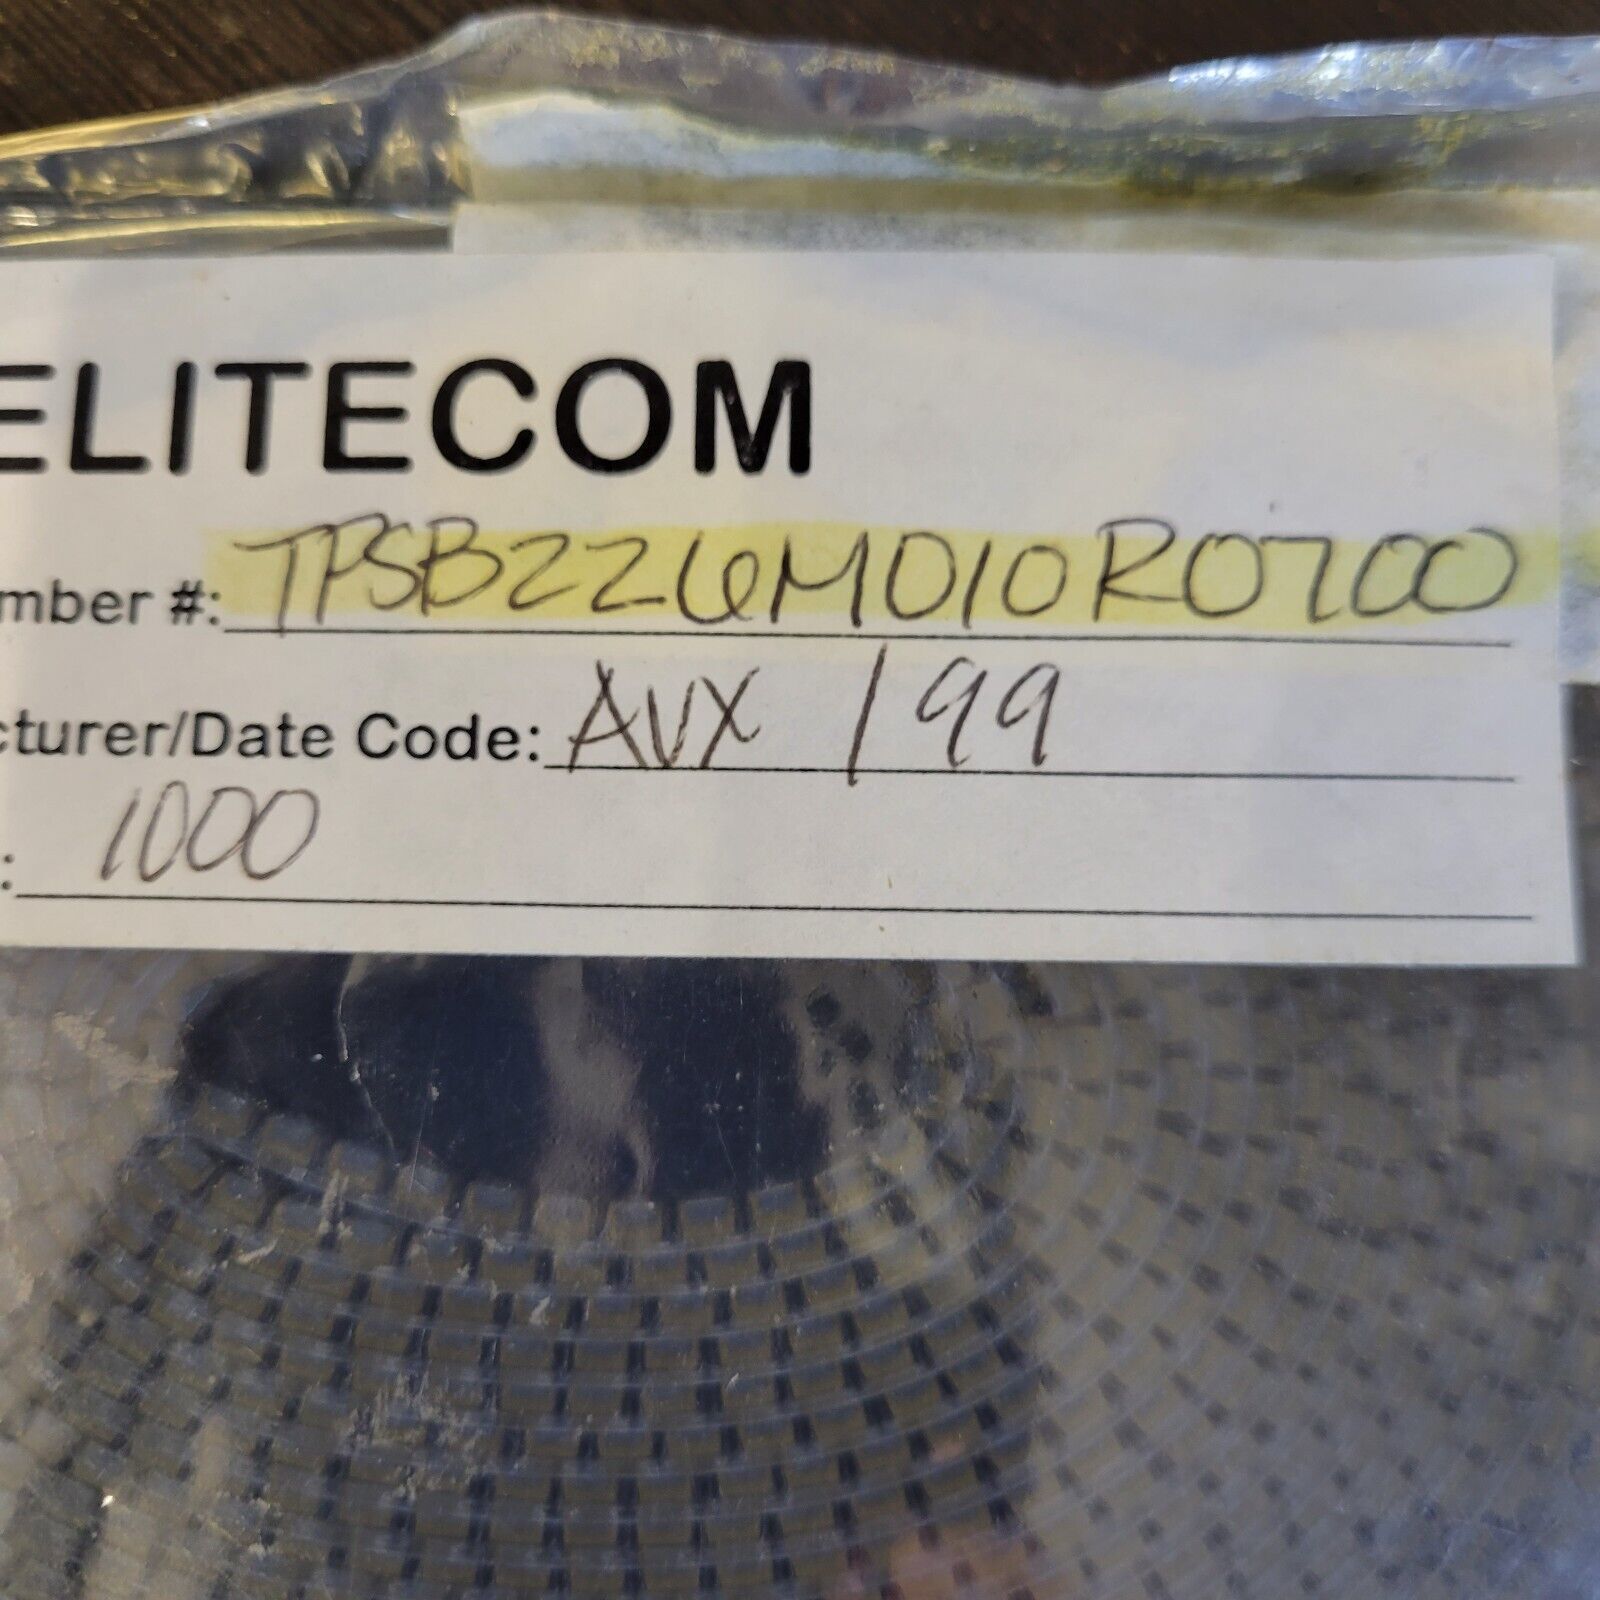 ELITECOM
mber #: TPSB226M010R0700
cturer/Date Code: AVX / 99
: 1000